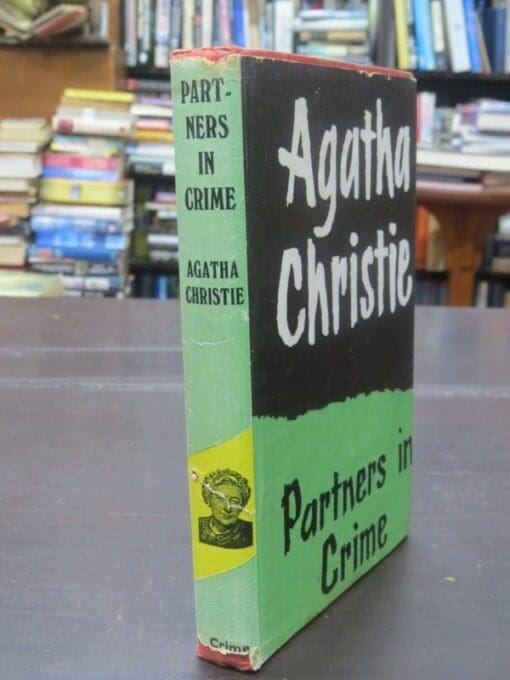 PART-
NERS
IN
CRIME
AGATHA
CHRISTIE
Crime
Agatha
Christie
Partners in
Crime